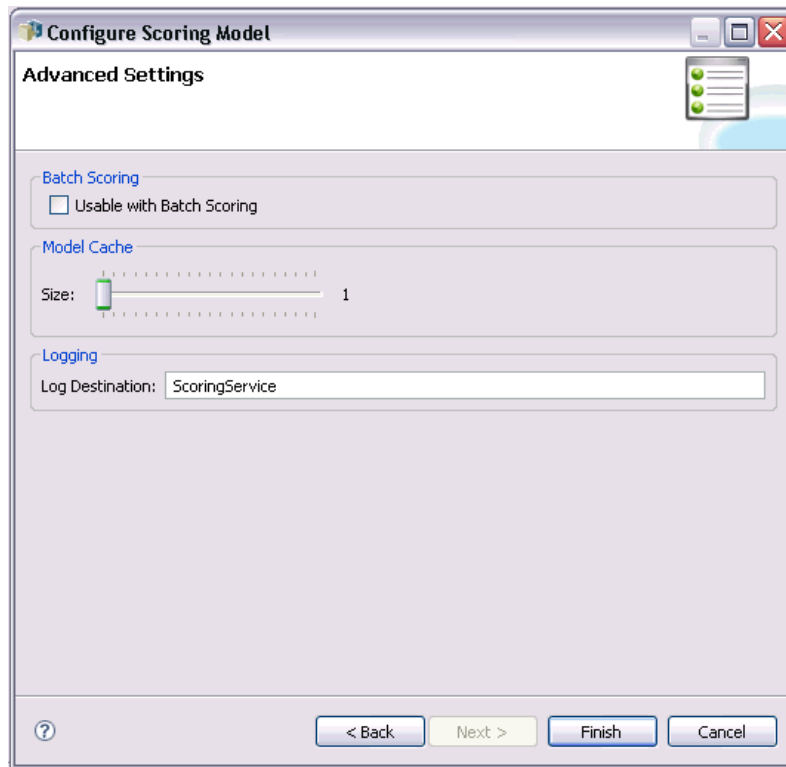 Configure Scoring Model
Advanced Settings
Batch Scoring
Usable with Batch Scoring
Model Cache
Size: 1
Logging
Log Destination: ScoringService
? < Back Next > Finish Cancel